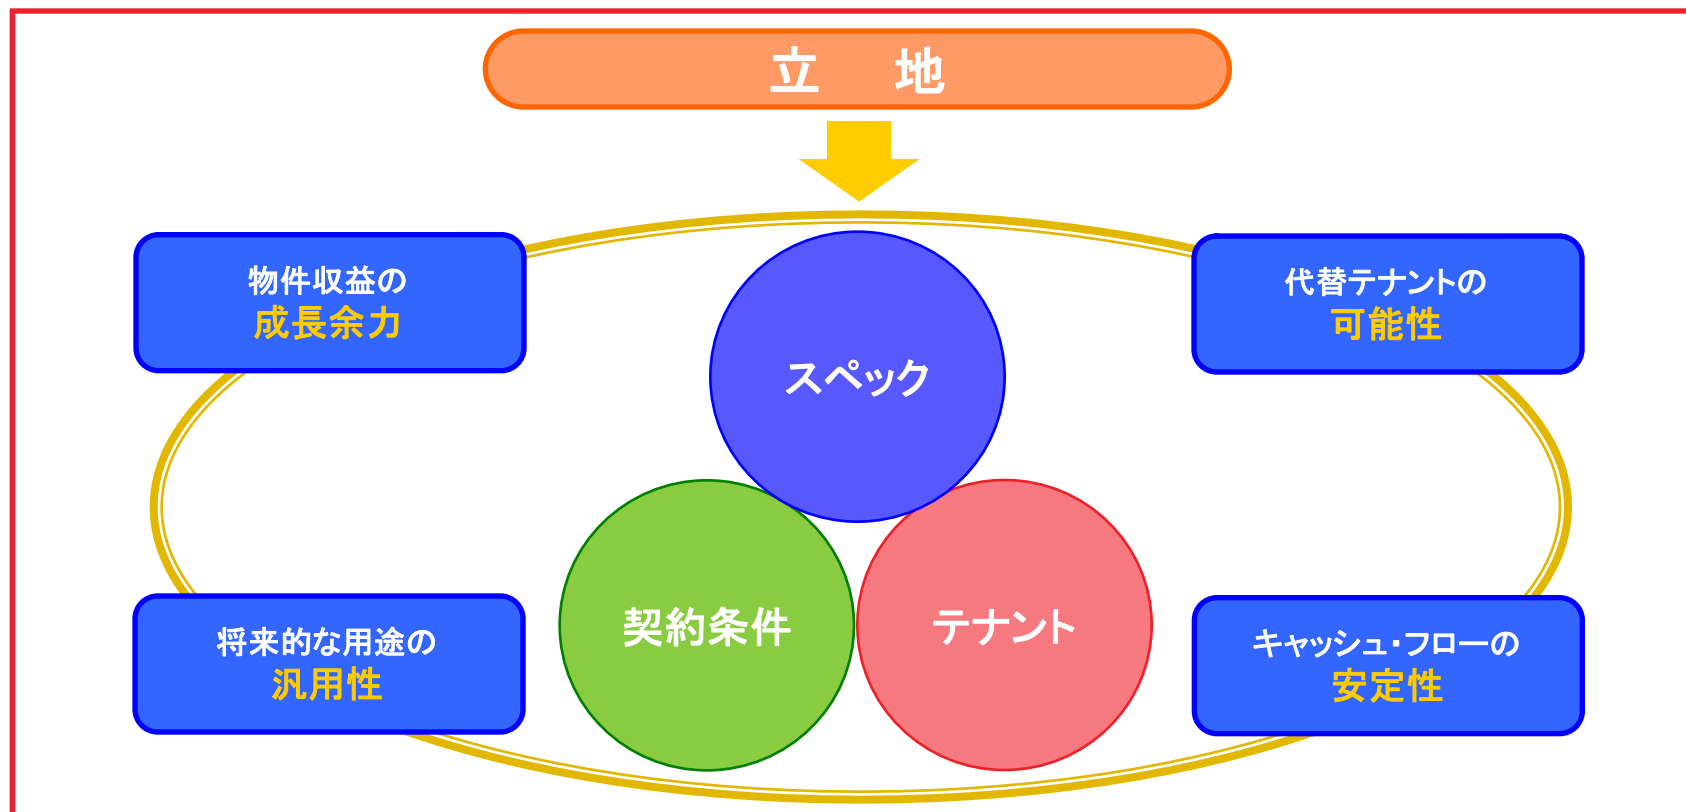 立　地
物件収益の
成長余力
代替テナントの
可能性
スペック
契約条件
テナント
将来的な用途の
汎用性
キャッシュ・フローの
安定性